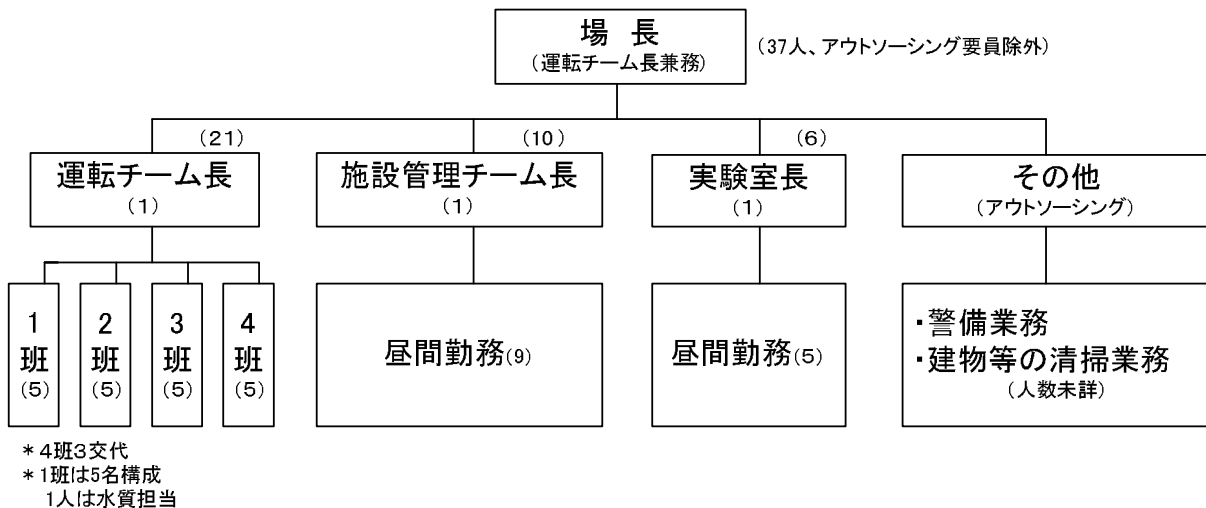 場 長
(運転チーム長兼務)
(37人、アウトソーシング要員除外)
(21)
(10)
(6)
運転チーム長
(1)
施設管理チーム長
(1)
実験室長
(1)
その他
(アウトソーシング)
1
班
(5)
2
班
(5)
3
班
(5)
4
班
(5)
昼間勤務(9)
昼間勤務(5)
・警備業務
・建物等の清掃業務
(人数未詳)
＊4班3交代
＊1班は5名構成
1人は水質担当